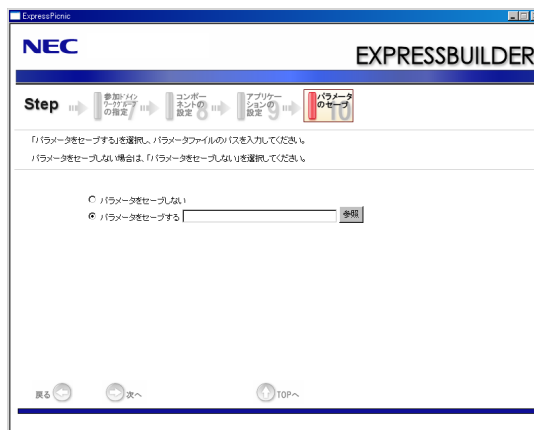 ExpressPicnic
NEC
EXPRESSBUILDER
Step
参加ドメイン
ワークグループ
の指定 7
コンポー
ネントの
設定 8
アプリケー
ションの
設定 9
パラメータ
のセーブ
10
「パラメータをセーブする」を選択し、パラメータファイルのパスを入力してください。
パラメータをセーブしない場合は、「パラメータをセーブしない」を選択してください。
パラメータをセーブしない
パラメータをセーブする 参照
戻る 次へ TOPへ